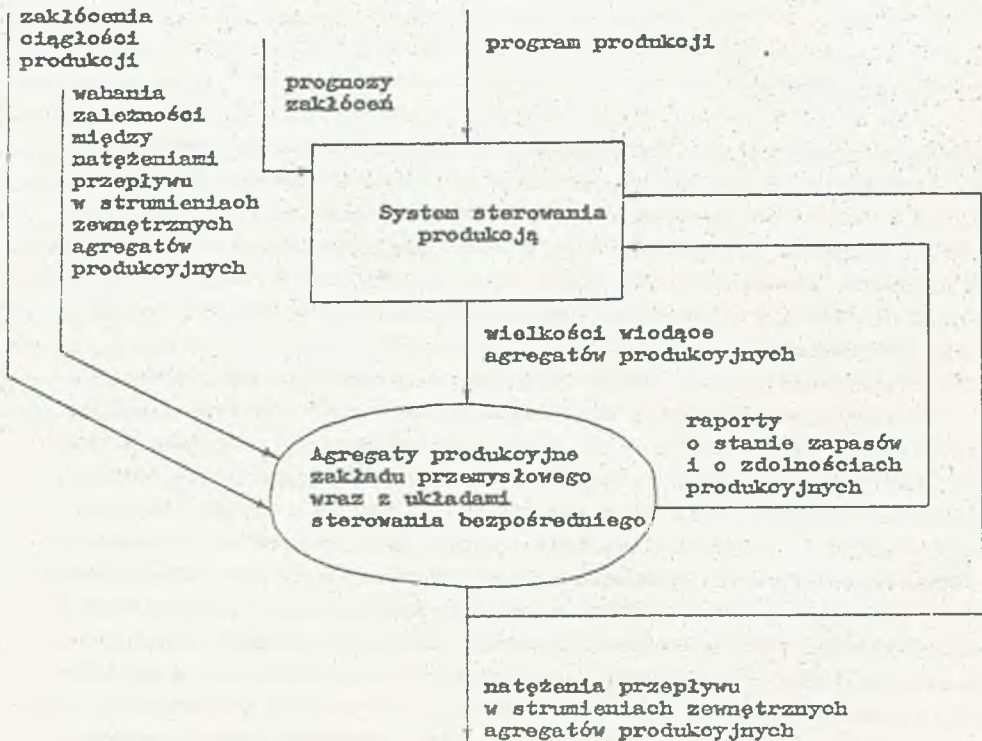 zakłócenia
ciągłości
produkcji
program produkcji
prognozy
zakłóceń
wahania
zależności
między
natężeniami
przepływu
w strumieniach
zewnętrznych
agregatów
produkcyjnych
System sterowania
produkcją
wielkości wiodące
agregatów produkcyjnych
raporty
o stanie zapasów
i o zdolnościach
produkcyjnych
Agregaty produkcyjne
zakładu przemysłowego
wraz z układami
sterowania bezpośredniego
natężenia przepływu
w strumieniach zewnętrznych
agregatów produkcyjnych